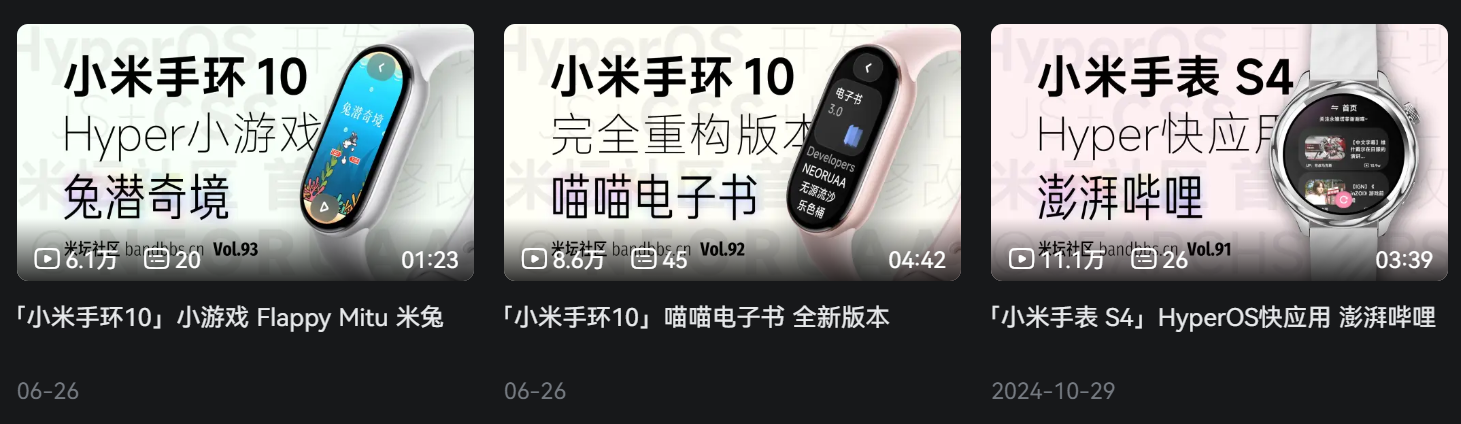 小米手环 10
Hyper小游戏
兔潜奇境
兔潜奇境
米坛社区 bandbbs.cn Vol.93
6.1万 20 01:23
「小米手环10」小游戏 Flappy Mitu 米兔
06-26
小米手环 10
完全重构版本
喵喵电子书
电子书
3.0
Developers
NEORUAA
无源流沙
乐色桶
米坛社区 bandbbs.cn Vol.92
8.6万 45 04:42
「小米手环10」喵喵电子书 全新版本
06-26
小米手表 S4
Hyper快应用
澎湃哔哩
首页
米坛社区 bandbbs.cn Vol.91
11.1万 26 03:39
「小米手表 S4」HyperOS快应用 澎湃哔哩
2024-10-29